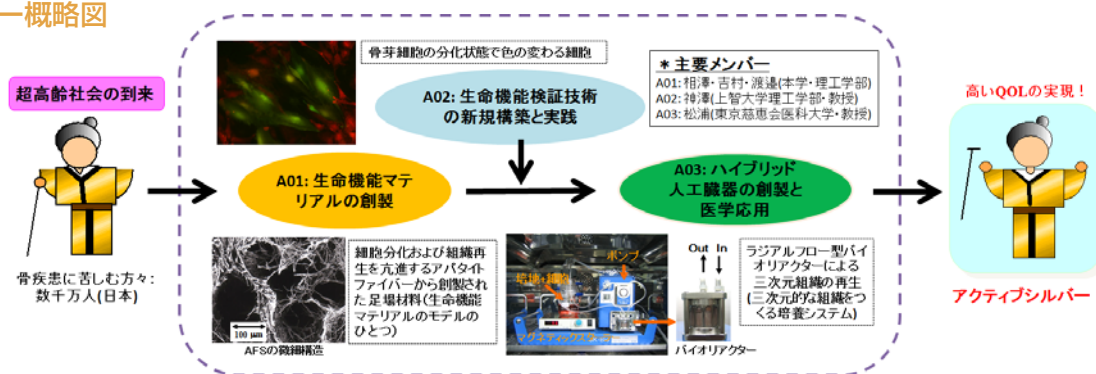 ー概略図
超高齢社会の到来
骨疾患に苦しむ方々:
数千万人(日本)
骨芽細胞の分化状態で色の変わる細胞
A02: 生命機能検証技術
の新規構築と実践
＊主要メンバー
A01: 相澤・吉村・渡邉(本学・理工学部)
A02: 神澤(上智大学理工学部・教授)
A03: 松浦(東京慈恵会医科大学・教授)
A01: 生命機能マテ
リアルの創製
A03: ハイブリッド
人工臓器の創製と
医学応用
100 μm
AFSの微細構造
細胞分化および組織再
生を亢進するアパタイト
ファイバーから創製され
た足場材料(生命機能
マテリアルのモデルの
ひとつ)
ポンプ
培地+細胞
マグネティックスターラー
Out In
バイオリアクター
ラジアルフロー型バイ
オリアクターによる
三次元組織の再生
(三次元的な組織をつ
くる培養システム)
高いQOLの実現！
アクティブシルバー